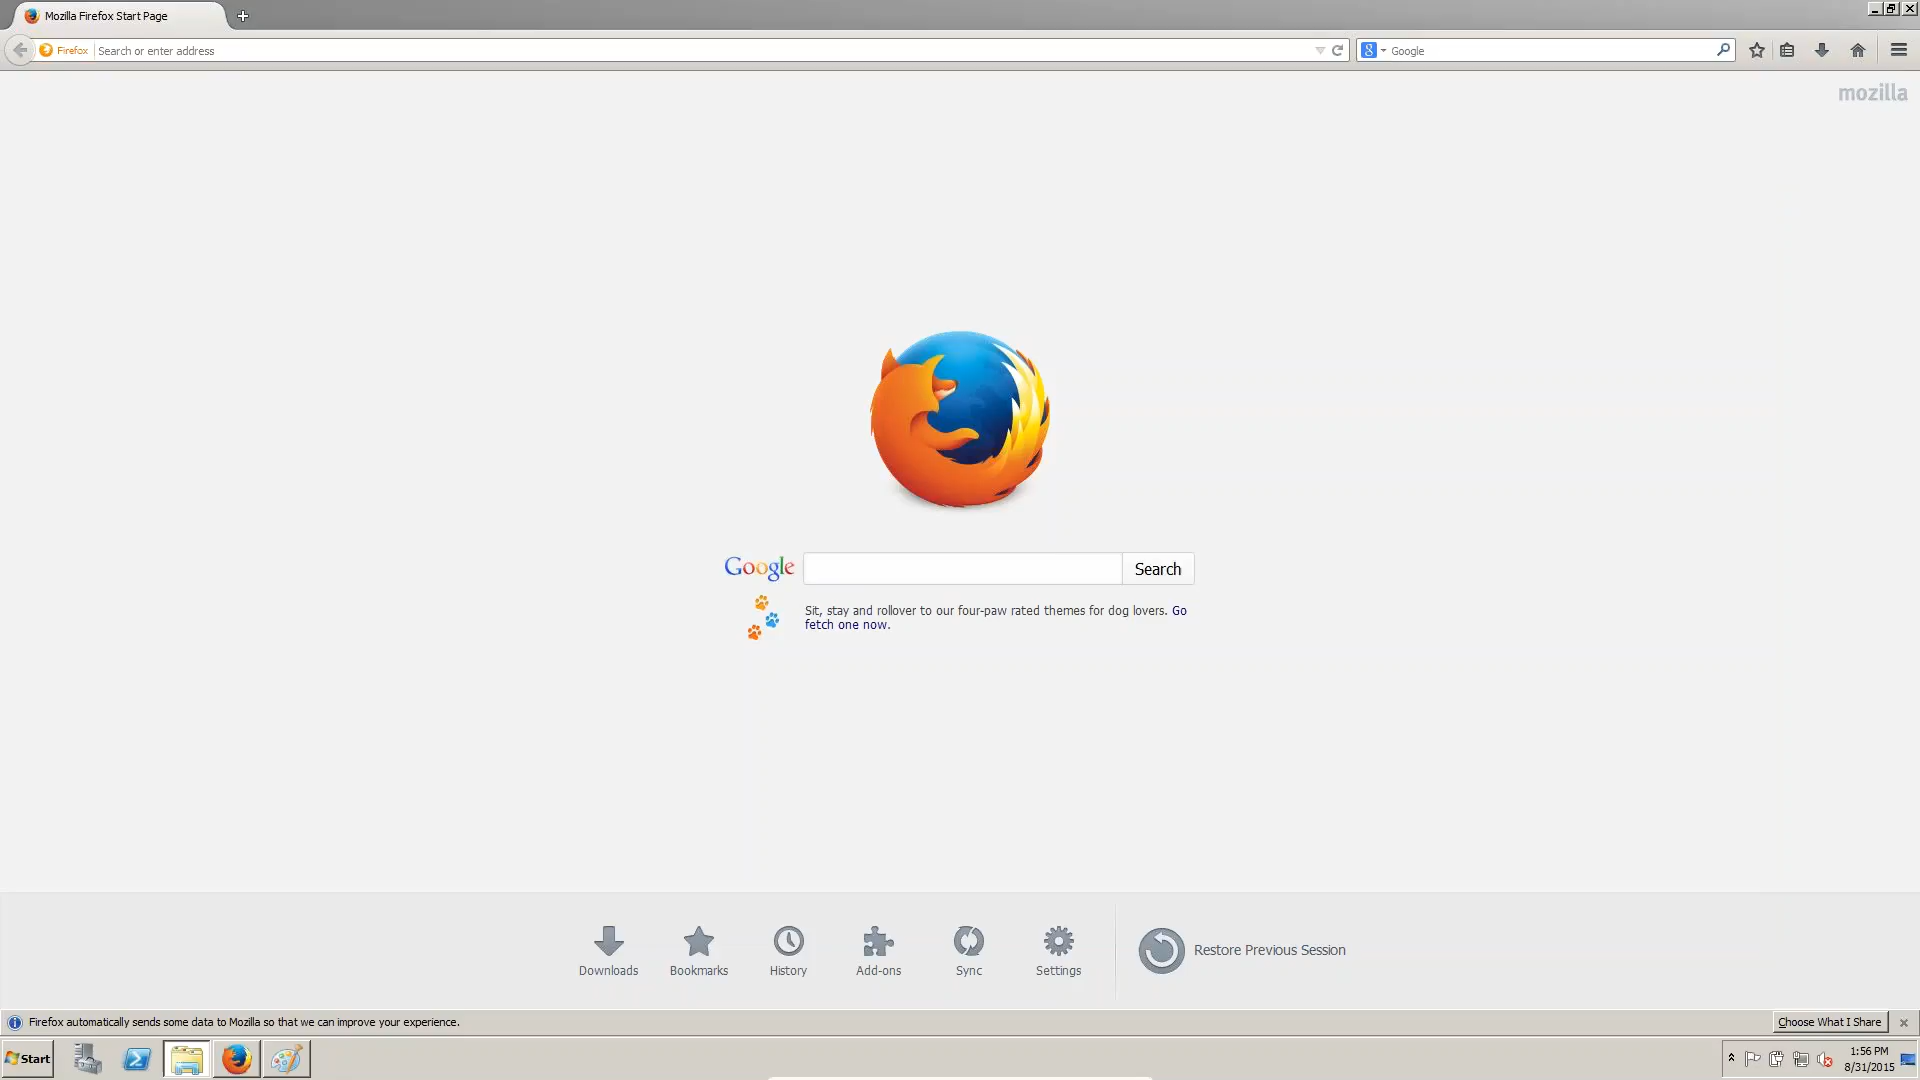 Mozilla Firefox Start Page
Firefox Search or enter address
Google
mozilla
Google Search
Sit, stay and rollover to our four-paw rated themes for dog lovers. Go
fetch one now.
Downloads Bookmarks History Add-ons Sync Settings Restore Previous Session
Firefox automatically sends some data to Mozilla so that we can improve your experience. Choose What I Share
Start
1:56 PM
8/31/2015